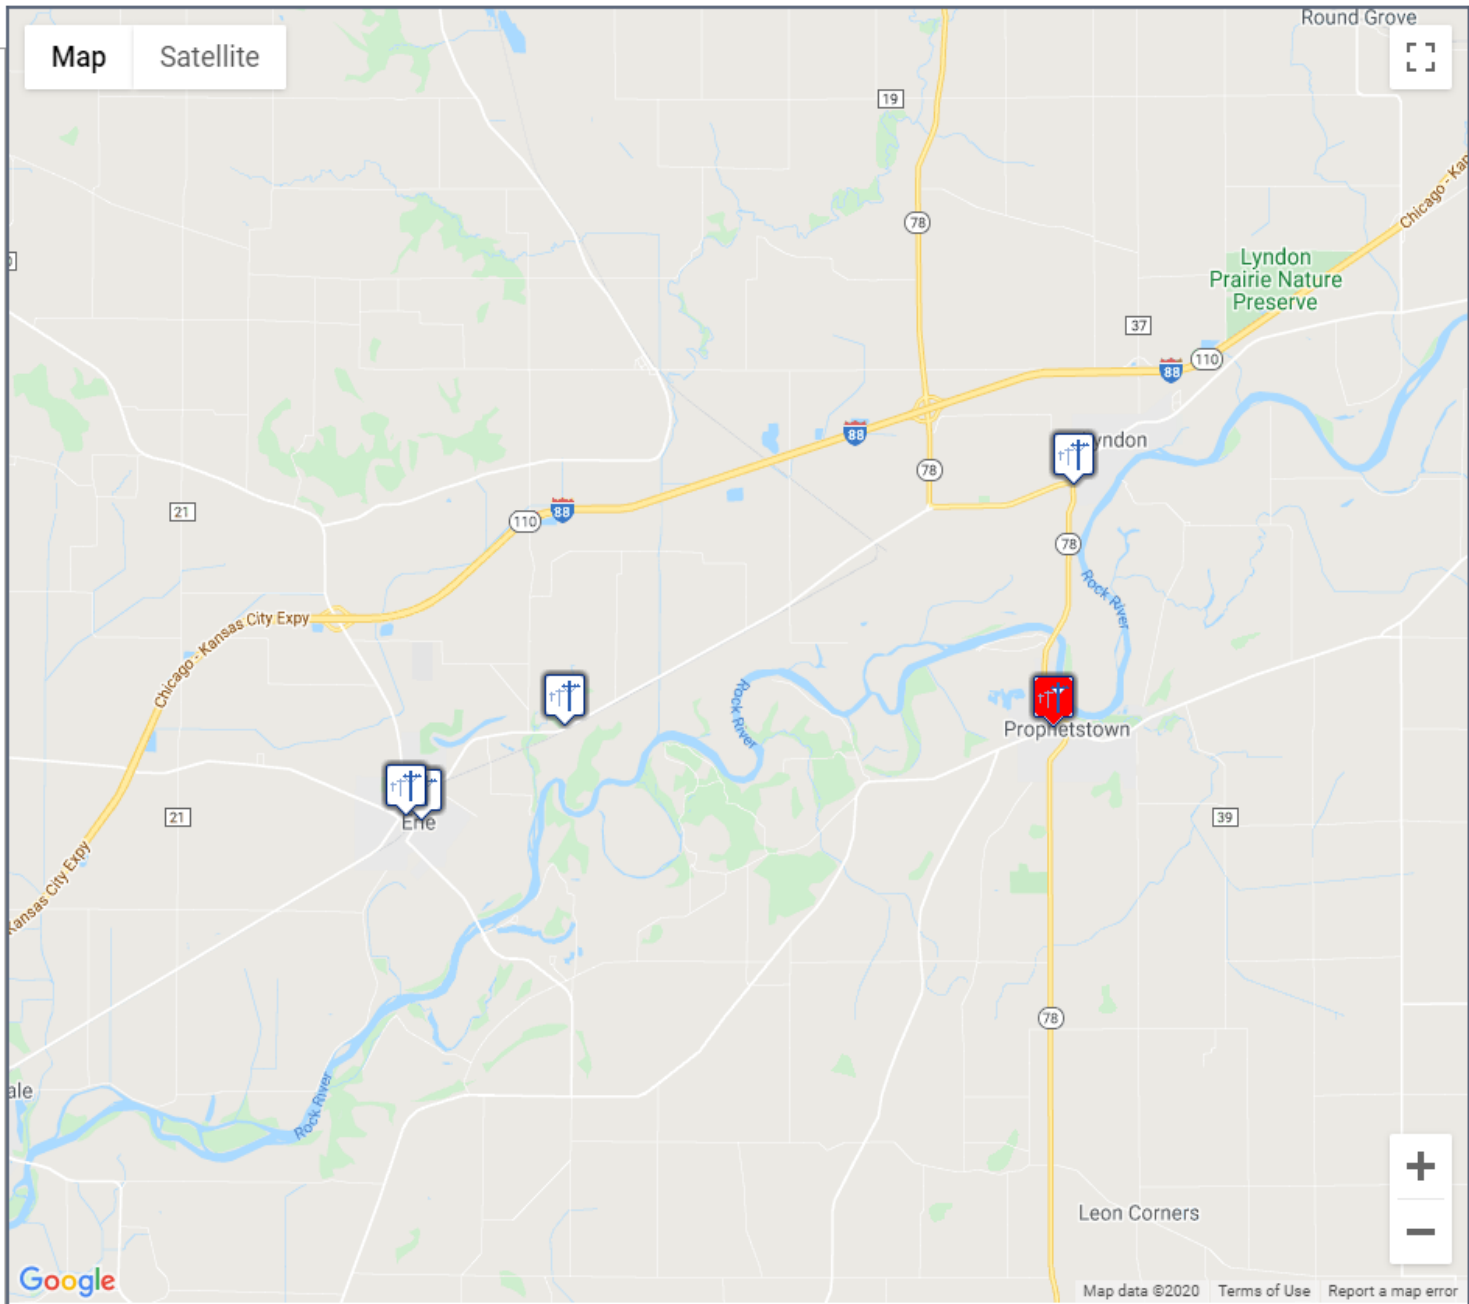 Round Grove
Map
Satellite
19
Chicago - Kan
78
Lyndon
Prairie Nature
Preserve
37
110
88
88
yndon
78
21
110
88
78
Rock River
Chicago - Kansas City Expy
Rock River
Prophetstown
21
Erie
39
Kansas City Expy
78
ale
Rock River
Leon Corners
Google
Map data ©2020
Terms of Use
Report a map error